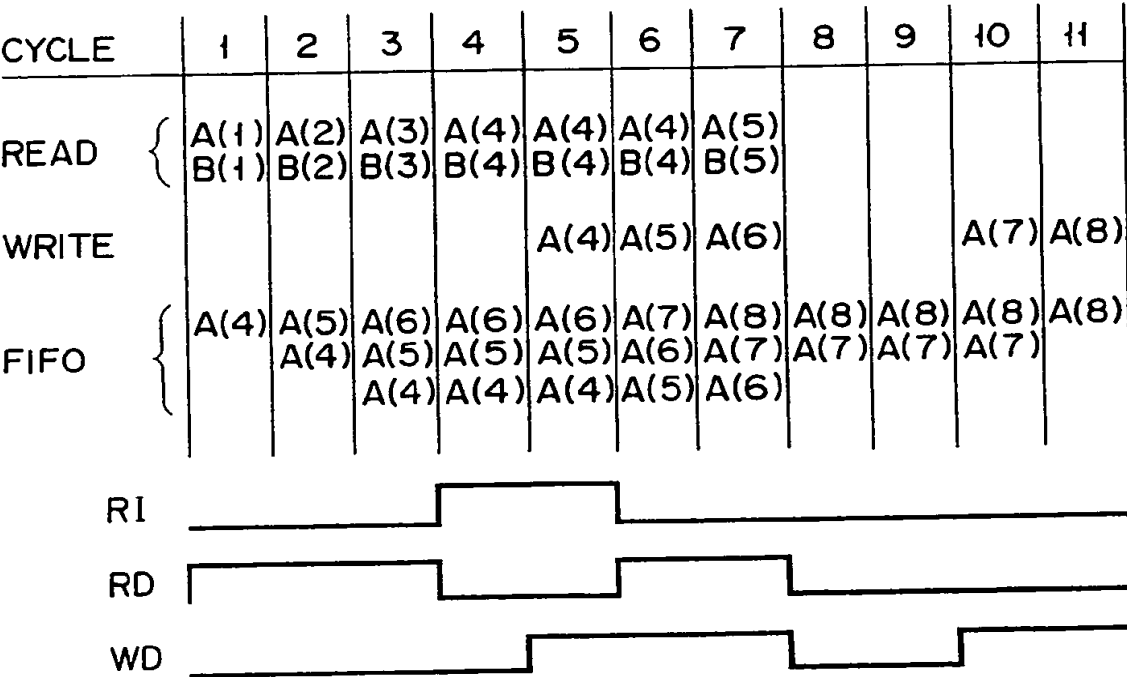 CYCLE 1 2 3 4 5 6 7 8 9 10 11
A(1) A(2) A(3) A(4) A(4) A(4) A(5)
READ
B(1) B(2) B(3) B(4) B(4) B(4) B(5)
WRITE A(4) A(5) A(6) A(7) A(8)
A(4) A(5) A(6) A(6) A(6) A(7) A(8) A(8) A(8) A(8) A(8)
FIFO A(4) A(5) A(5) A(5) A(6) A(7) A(7) A(7) A(7)
A(4) A(4) A(4) A(5) A(6)
RI
RD
WD